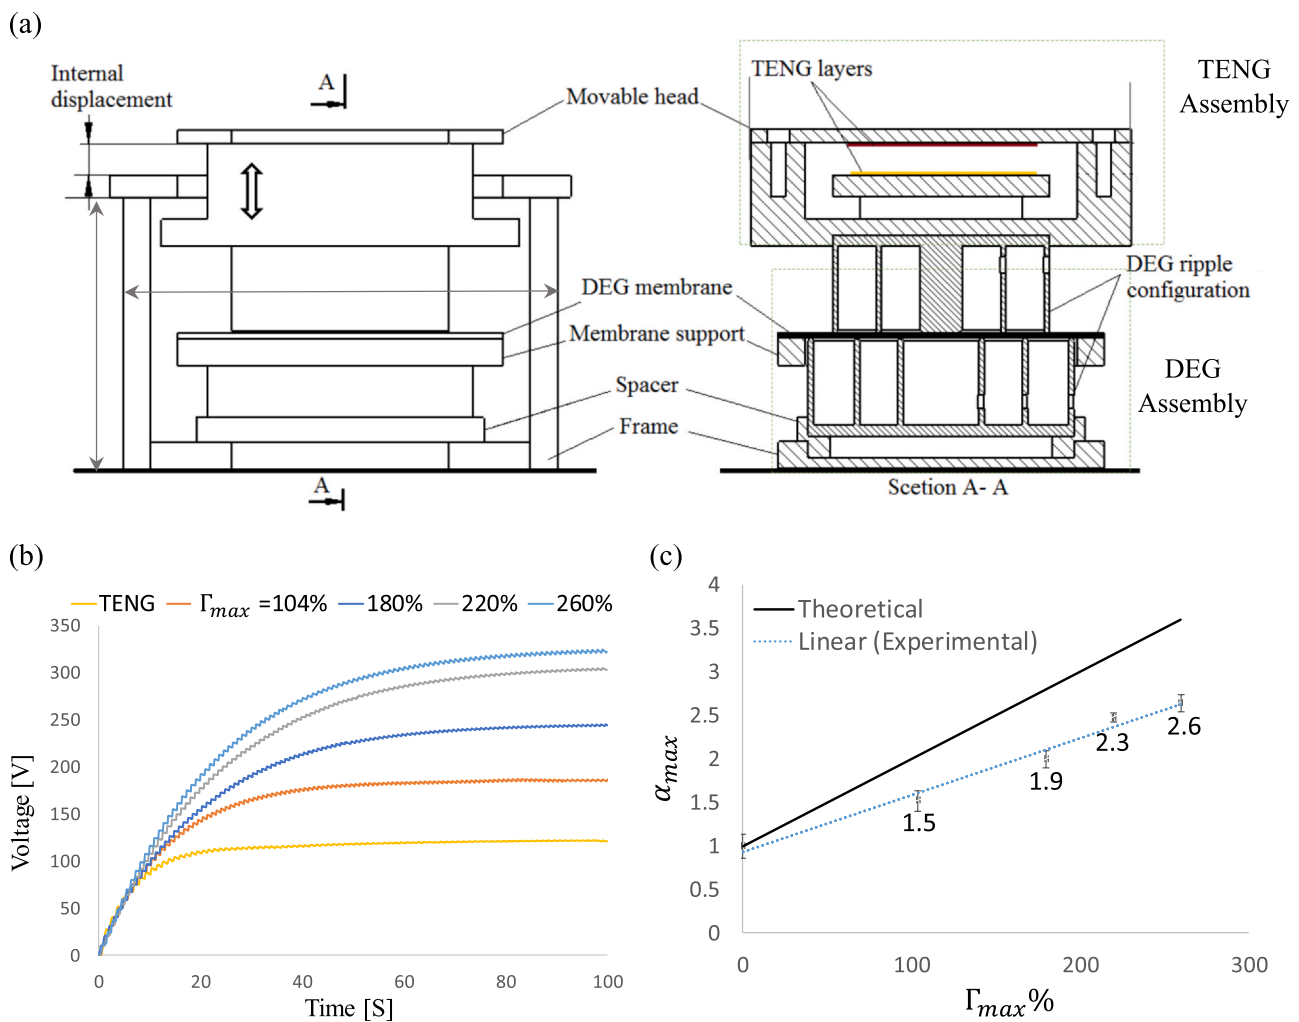 (a)
Internal
displacement
A
Movable head
TENG layers
TENG
Assembly
DEG membrane
Membrane support
Spacer
Frame
DEG ripple
configuration
DEG
Assembly
A
Scetion A- A
(b)
TENG Γmax =104% 180% 220% 260%
350
300
250
200
150
100
50
0
0 20 40 60 80 100
Voltage [V]
Time [S]
(c)
4
3.5
3
2.5
2
1.5
1
0.5
0
Theoretical
Linear (Experimental)
1.5
1.9
2.3
2.6
αmax
0 100 200 300
Γmax%